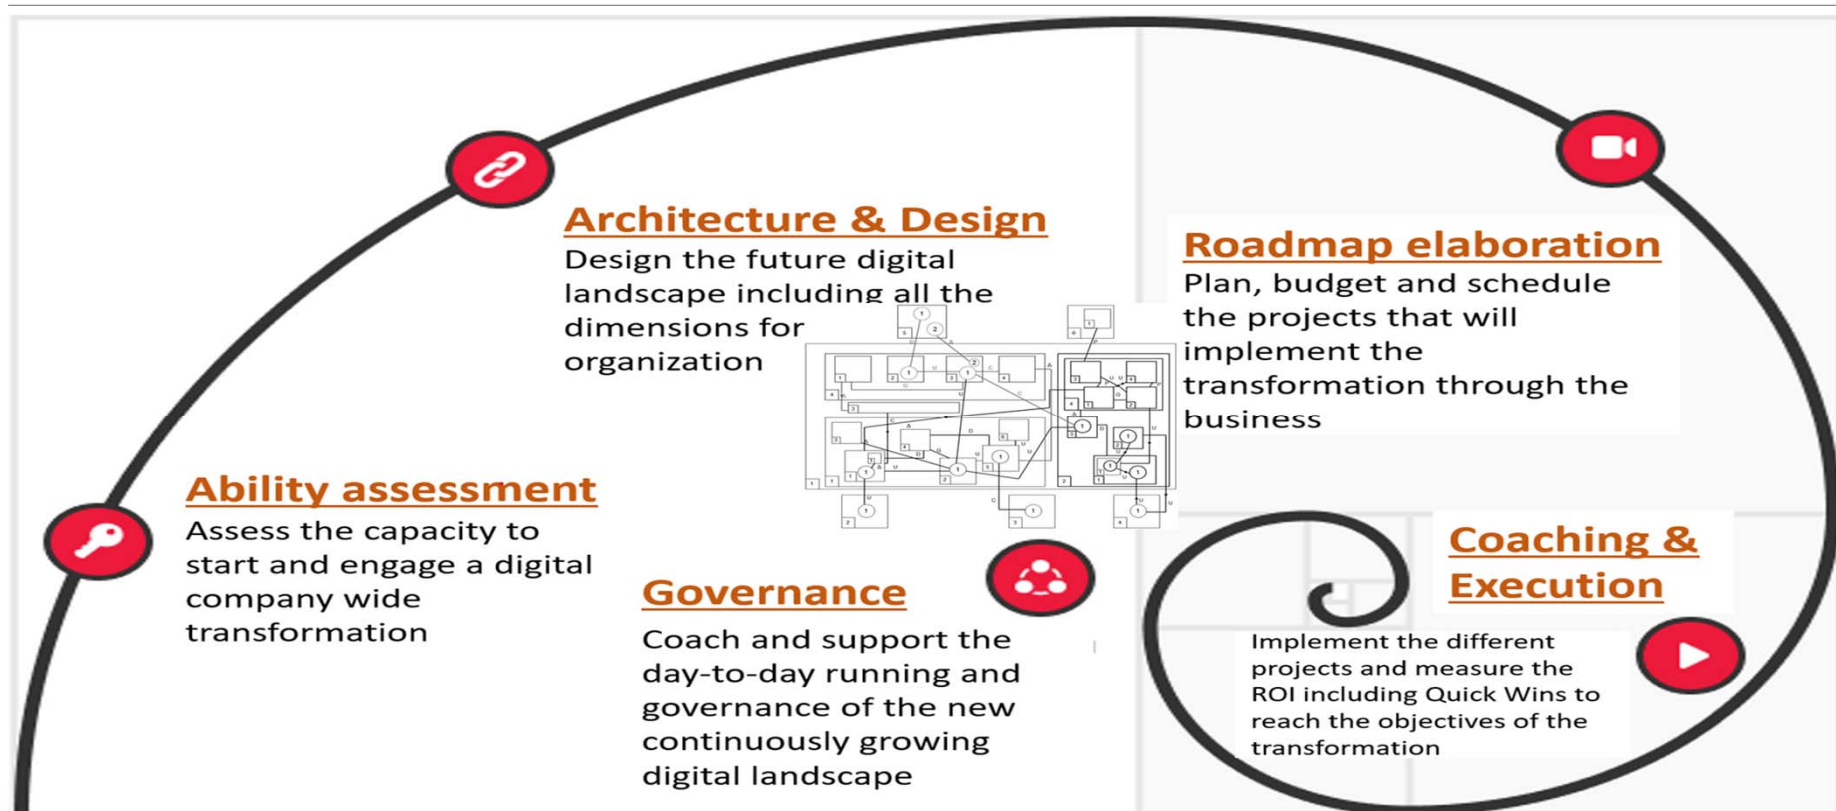 Architecture & Design
Design the future digital
landscape including all the
dimensions for
organization
Roadmap elaboration
Plan, budget and schedule
the projects that will
implement the
transformation through the
business
Ability assessment
Assess the capacity to
start and engage a digital
company wide
transformation
Governance
Coach and support the
day-to-day running and
governance of the new
continuously growing
digital landscape
Coaching &
Execution
Implement the different
projects and measure the
ROI including Quick Wins to
reach the objectives of the
transformation